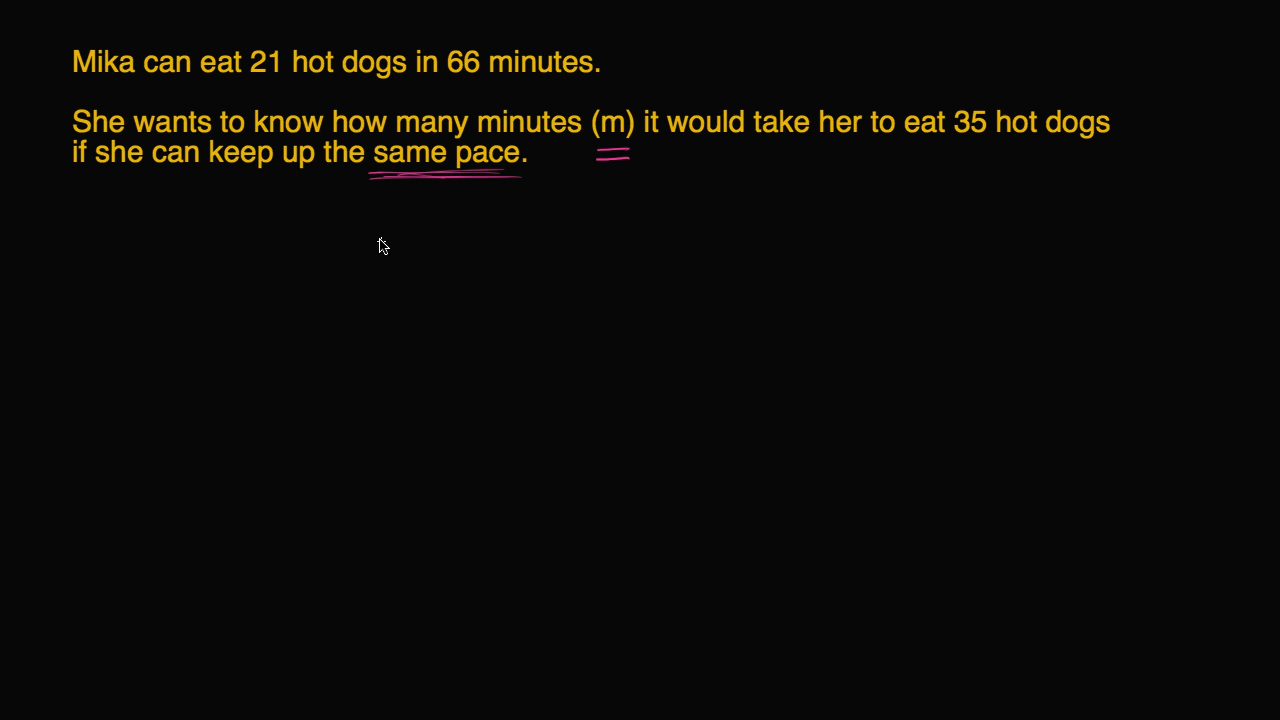 Mika can eat 21 hot dogs in 66 minutes.
She wants to know how many minutes (m) it would take her to eat 35 hot dogs
if she can keep up the same pace.